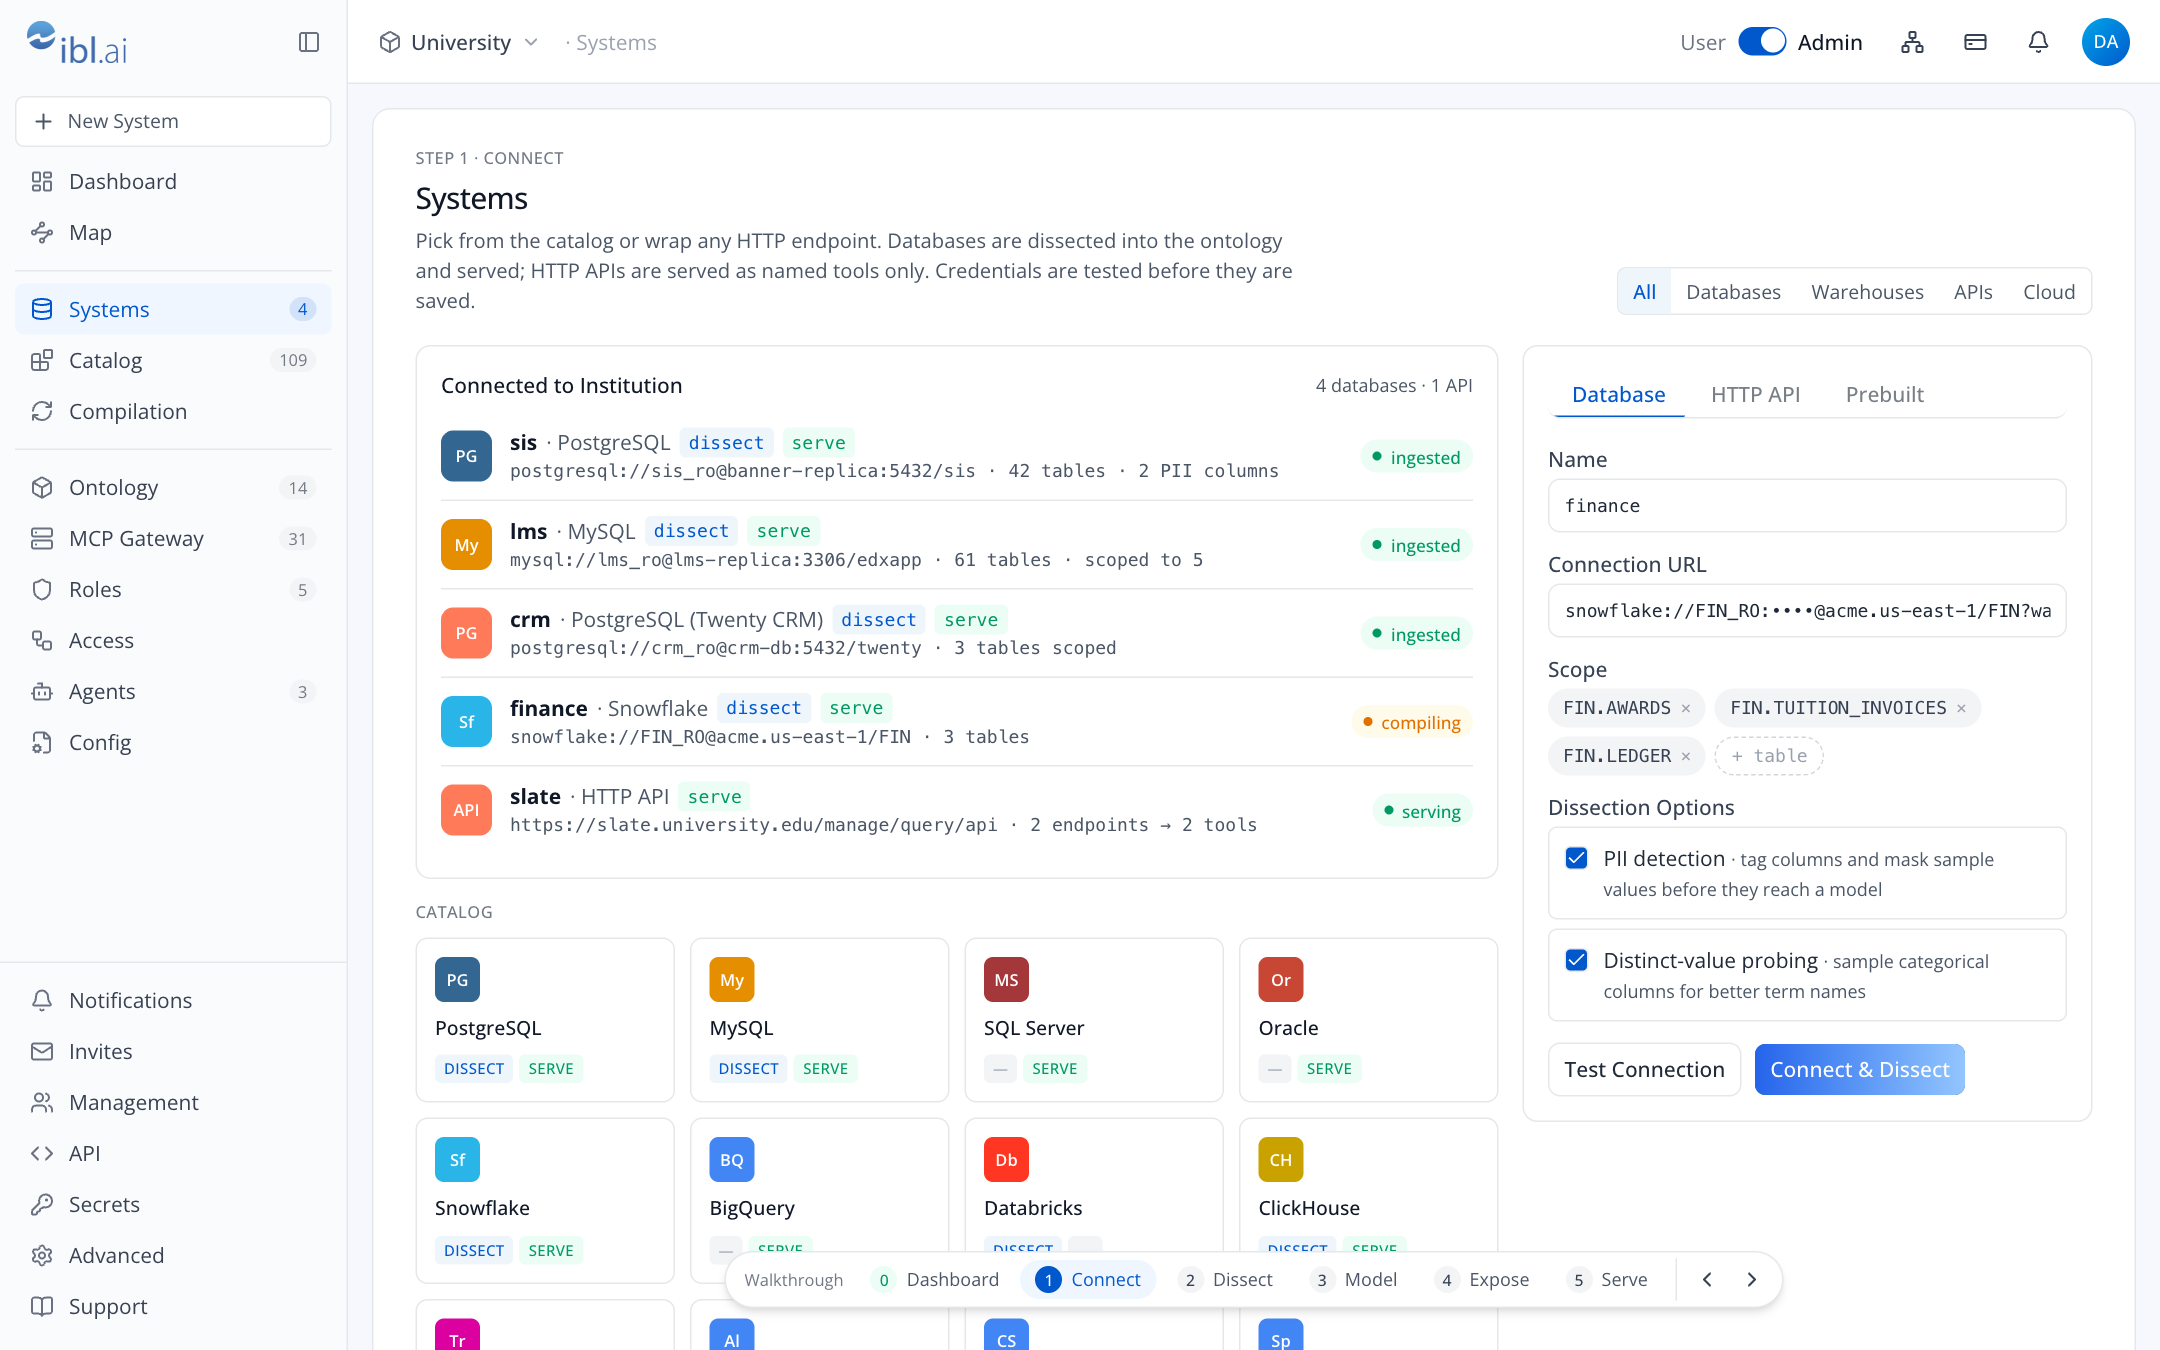 ibl.ai
New System
Dashboard
Map
Systems 4
Catalog 109
Compilation
Ontology 14
MCP Gateway 31
Roles 5
Access
Agents 3
Config
Notifications
Invites
Management
API
Secrets
Advanced
Support
University · Systems
User Admin DA
STEP 1 · CONNECT
Systems
Pick from the catalog or wrap any HTTP endpoint. Databases are dissected into the ontology
and served; HTTP APIs are served as named tools only. Credentials are tested before they are
saved.
All Databases Warehouses APIs Cloud
Connected to Institution 4 databases · 1 API
PG sis · PostgreSQL dissect serve
postgresql://sis_ro@banner-replica:5432/sis · 42 tables · 2 PII columns
ingested
My lms · MySQL dissect serve
mysql://lms_ro@lms-replica:3306/edxapp · 61 tables · scoped to 5
ingested
PG crm · PostgreSQL (Twenty CRM) dissect serve
postgresql://crm_ro@crm-db:5432/twenty · 3 tables scoped
ingested
Sf finance · Snowflake dissect serve
snowflake://FIN_RO@acme.us-east-1/FIN · 3 tables
compiling
API slate · HTTP API serve
https://slate.university.edu/manage/query/api · 2 endpoints → 2 tools
serving
CATALOG
PG My MS Or
PostgreSQL MySQL SQL Server Oracle
DISSECT SERVE DISSECT SERVE — SERVE — SERVE
Sf BQ Db CH
Snowflake BigQuery Databricks ClickHouse
DISSECT SERVE — SERVE DISSECT DISSECT SERVE
Tr Al CS Sp
Database HTTP API Prebuilt
Name
finance
Connection URL
snowflake://FIN_RO:••••@acme.us-east-1/FIN?wa
Scope
FIN.AWARDS × FIN.TUITION_INVOICES ×
FIN.LEDGER × + table
Dissection Options
PII detection · tag columns and mask sample
values before they reach a model
Distinct-value probing · sample categorical
columns for better term names
Test Connection Connect & Dissect
Walkthrough 0 Dashboard 1 Connect 2 Dissect 3 Model 4 Expose 5 Serve